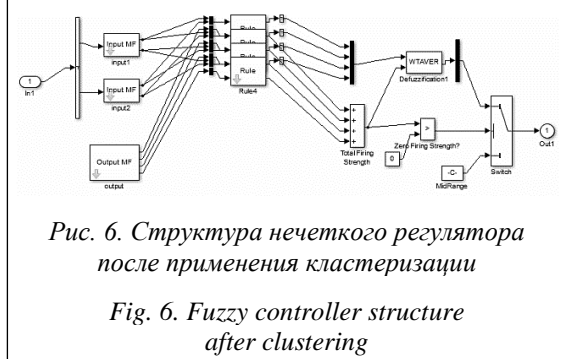 Input MF
input1
Input MF
input2
Output MF
output
1
In1
Rule
Rule
Rule
Rule
Rule4
WTAVER
Defuzzification1
+
+
+
+
Total Firing
Strength
>
Zero Firing Strength?
0
-C-
MidRange
Switch
1
Out1
Рис. 6. Структура нечеткого регулятора
после применения кластеризации
Fig. 6. Fuzzy controller structure
after clustering